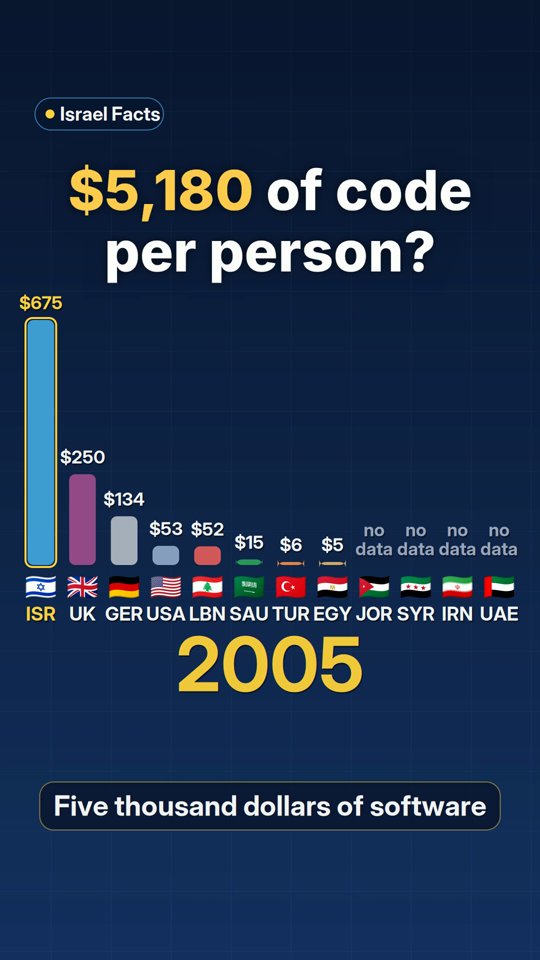 Israel Facts
$5,180 of code
per person?
$675
$250
$134
$53
$52
$15
$6
$5
no data
no data
no data
no data
ISR UK GER USA LBN SAU TUR EGY JOR SYR IRN UAE
2005
Five thousand dollars of software